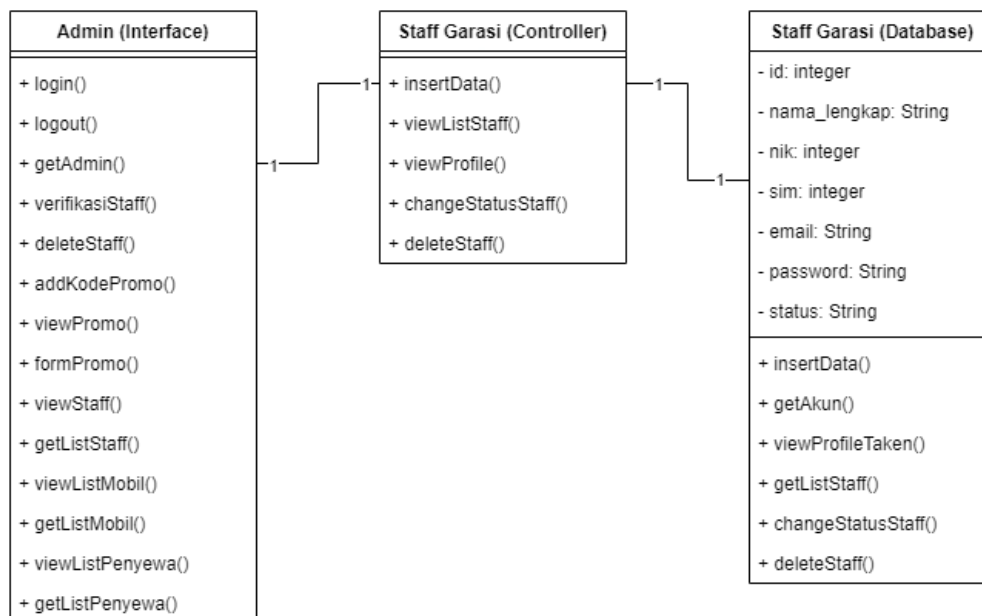 Admin (Interface)
+ login()
+ logout()
+ getAdmin()
+ verifikasiStaff()
+ deleteStaff()
+ addKodePromo()
+ viewPromo()
+ formPromo()
+ viewStaff()
+ getListStaff()
+ viewListMobil()
+ getListMobil()
+ viewListPenyewa()
+ getListPenyewa()
1
1
Staff Garasi (Controller)
+ insertData()
+ viewListStaff()
+ viewProfile()
+ changeStatusStaff()
+ deleteStaff()
1
1
Staff Garasi (Database)
- id: integer
- nama_lengkap: String
- nik: integer
- sim: integer
- email: String
- password: String
- status: String
+ insertData()
+ getAkun()
+ viewProfileTaken()
+ getListStaff()
+ changeStatusStaff()
+ deleteStaff()